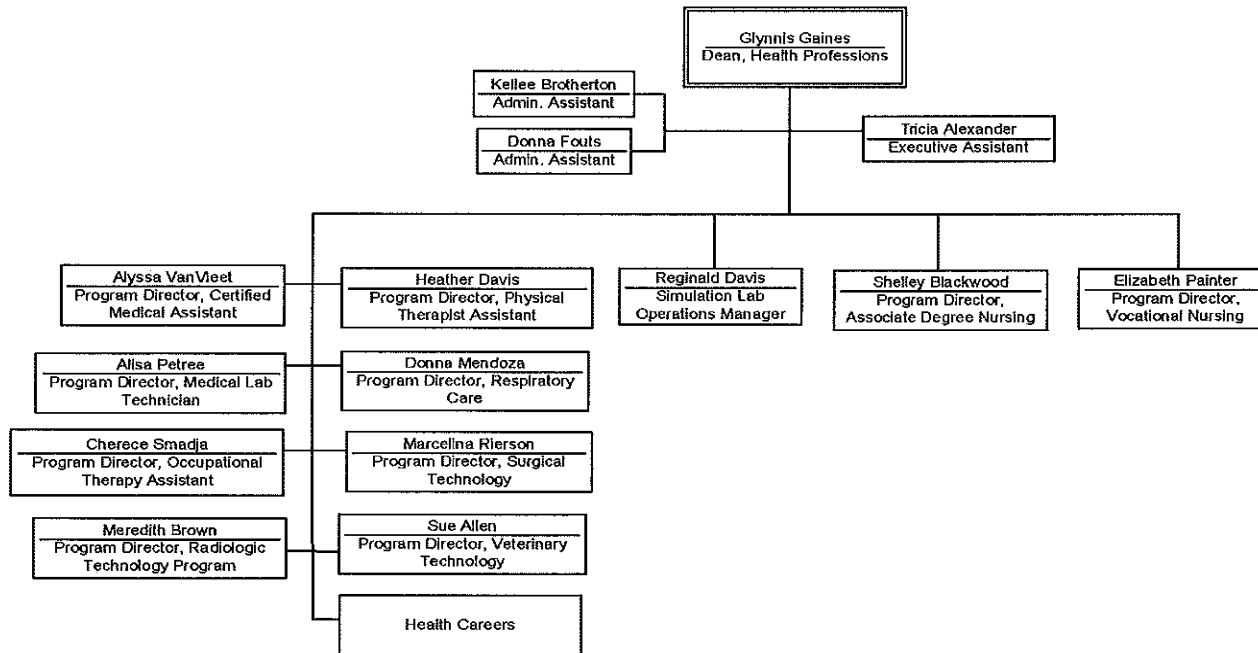 Glynnis Gaines
Dean, Health Professions
Kellee Brotherton
Admin. Assistant
Donna Fouts
Admin. Assistant
Tricia Alexander
Executive Assistant
Alyssa VanVleet
Program Director, Certified
Medical Assistant
Heather Davis
Program Director, Physical
Therapist Assistant
Reginald Davis
Simulation Lab
Operations Manager
Shelley Blackwood
Program Director,
Associate Degree Nursing
Elizabeth Painter
Program Director,
Vocational Nursing
Alisa Petree
Program Director, Medical Lab
Technician
Donna Mendoza
Program Director, Respiratory
Care
Cherece Smadja
Program Director, Occupational
Therapy Assistant
Marcelina Rierson
Program Director, Surgical
Technology
Meredith Brown
Program Director, Radiologic
Technology Program
Sue Allen
Program Director, Veterinary
Technology
Health Careers